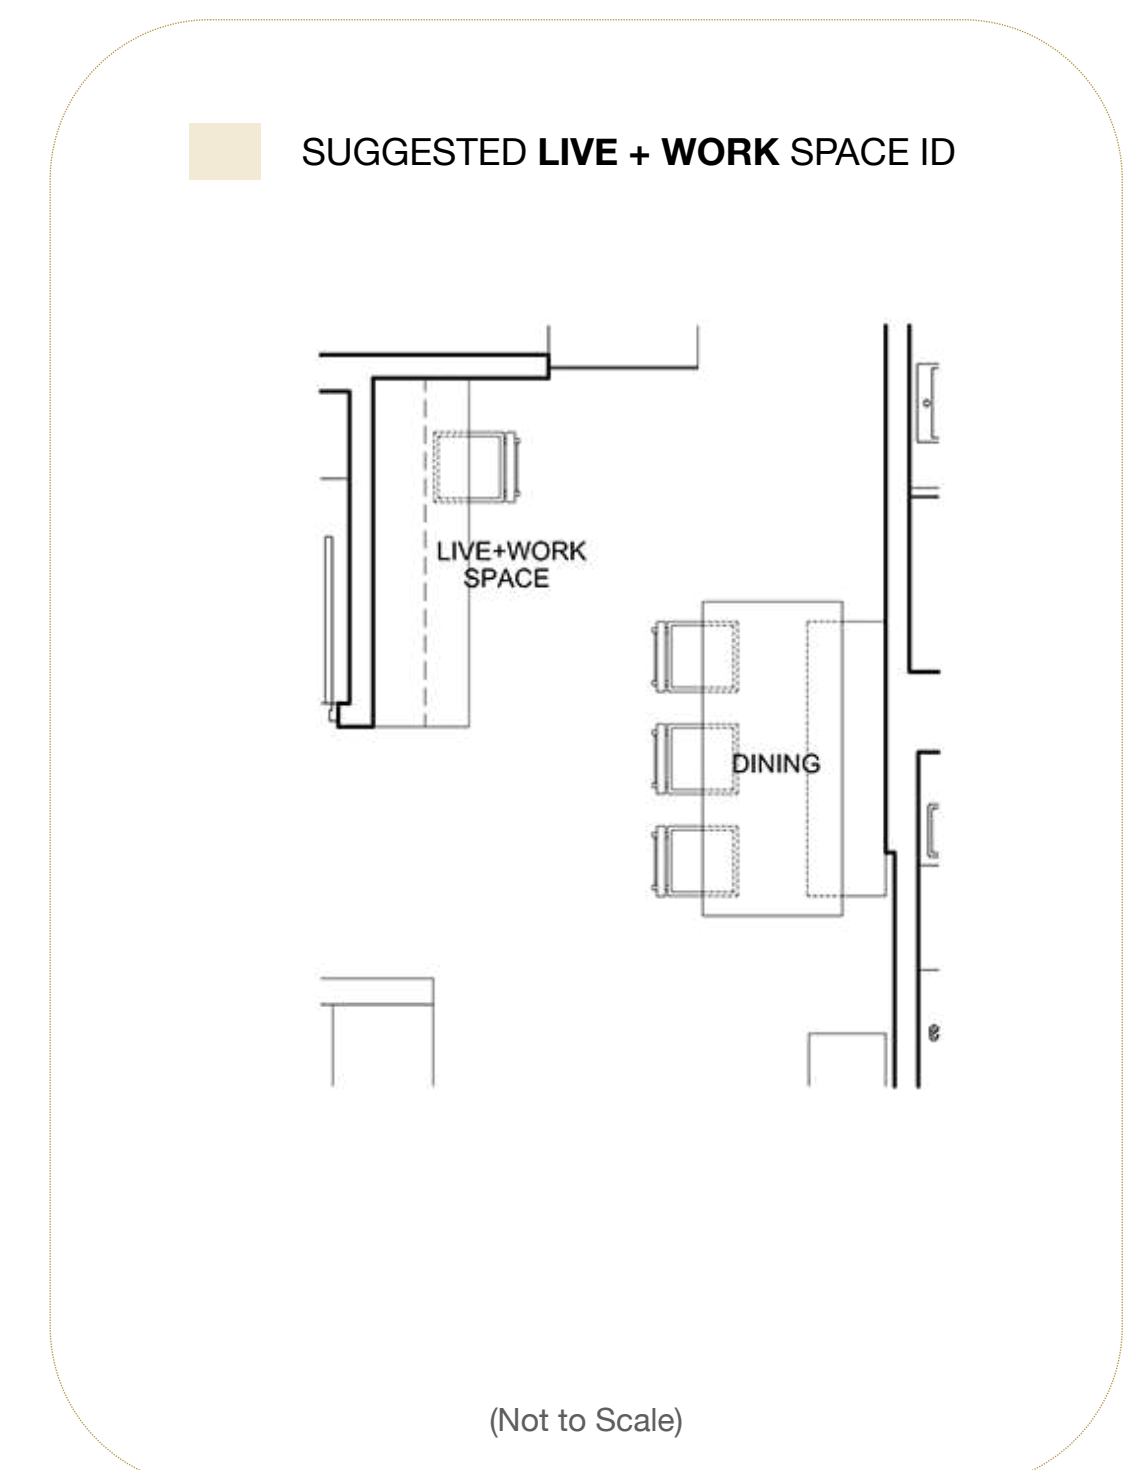 SUGGESTED LIVE + WORK SPACE ID
LIVE+WORK
SPACE
DINING
(Not to Scale)